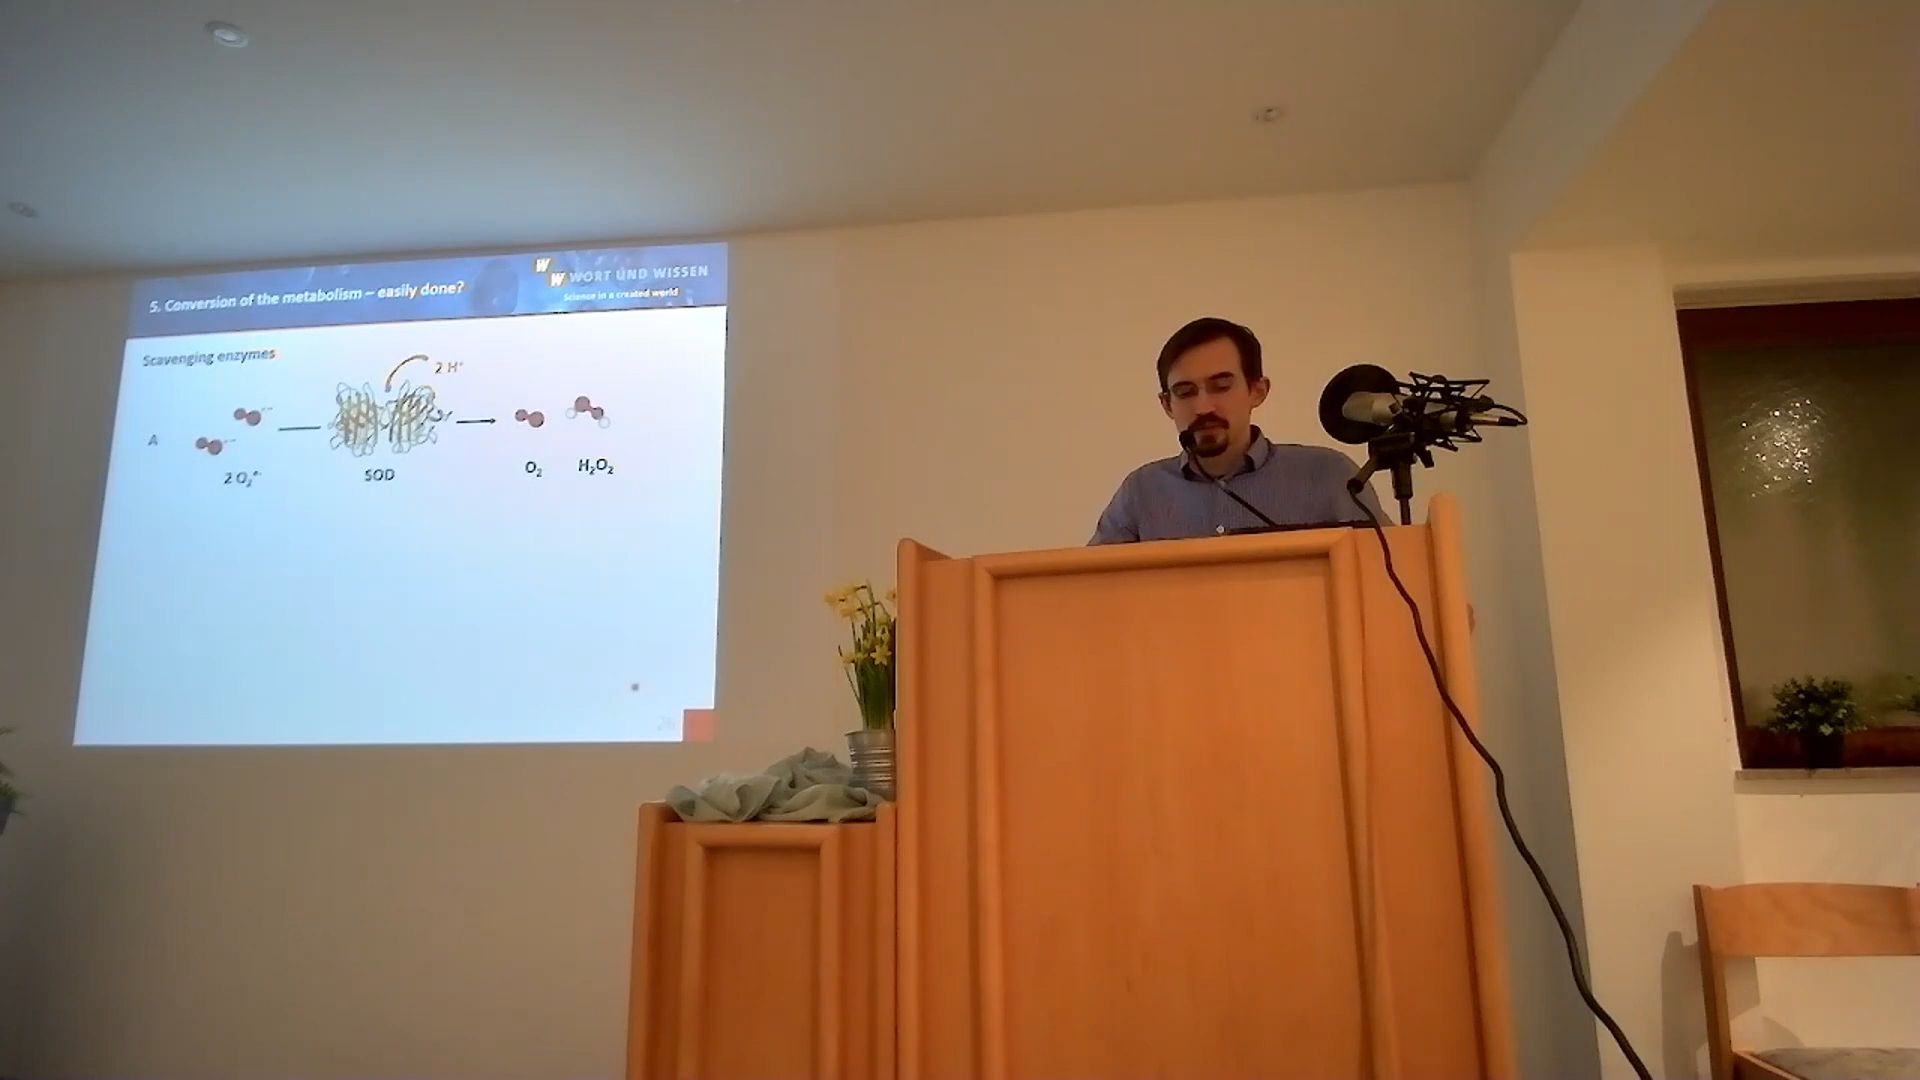 5. Conversion of the metabolism – easily done?
WW WORT UND WISSEN
Science in a created world
Scavenging enzymes
2 H⁺
A
2 O₂•⁻
SOD
O₂
H₂O₂